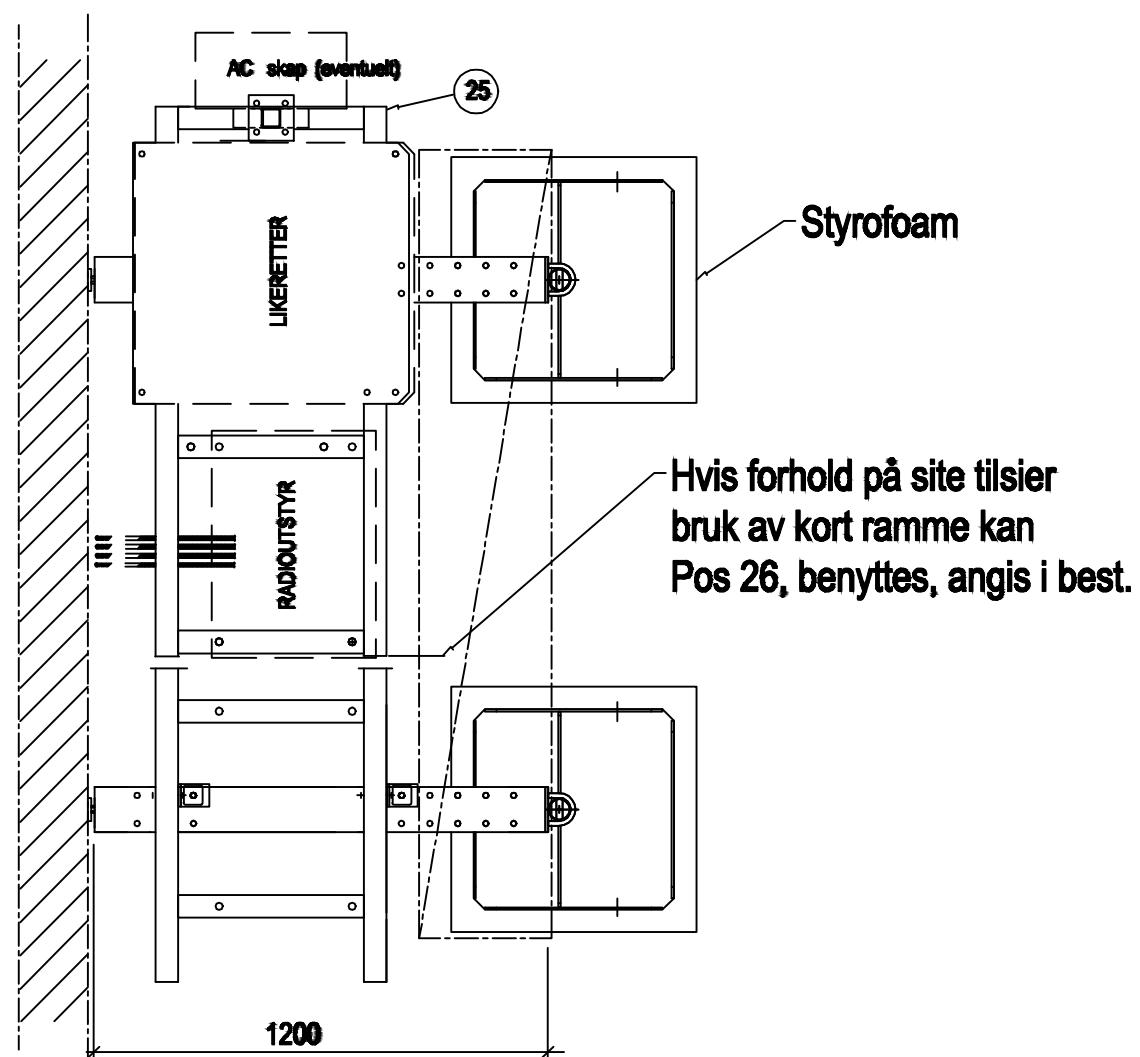 AC skap (eventuelt)
25
Styrofoam
LIKERETTER
Hvis forhold på site tilsier
bruk av kort ramme kan
Pos 26, benyttes, angis i best.
RADIOUTSTYR
1200